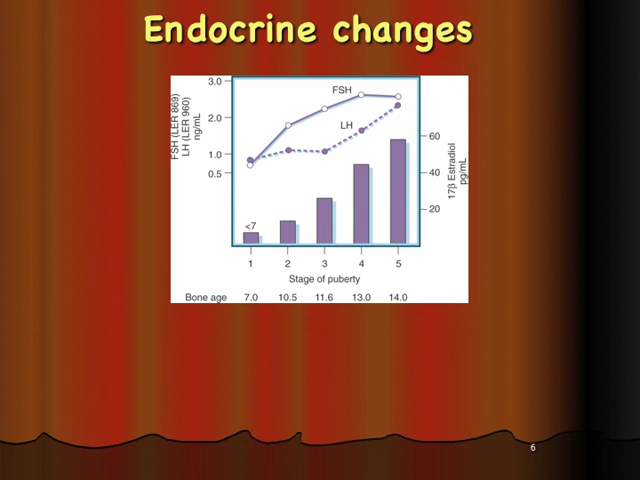 Endocrine changes
FSH (LER 869)
LH (LER 960)
ng/mL
3.0
2.0
1.0
0.5
FSH
LH
<7
60
40
20
17β Estradiol
pg/mL
1 2 3 4 5
Stage of puberty
Bone age 7.0 10.5 11.6 13.0 14.0
6